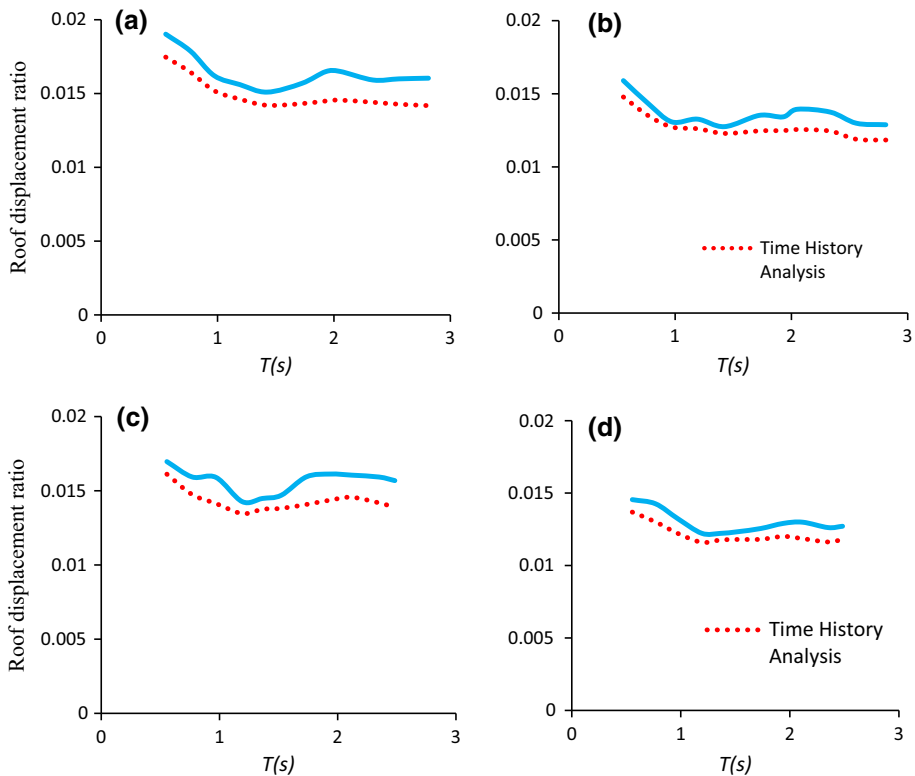 (a)
0.02
0.015
0.01
0.005
0
0 1 2 3
Roof displacement ratio
T(s)
(b)
0.02
0.015
0.01
0.005
0
0 1 2 3
Time History
Analysis
T(s)
(c)
0.02
0.015
0.01
0.005
0
0 1 2 3
Roof displacement ratio
T(s)
(d)
0.02
0.015
0.01
0.005
0
0 1 2 3
Time History
Analysis
T(s)